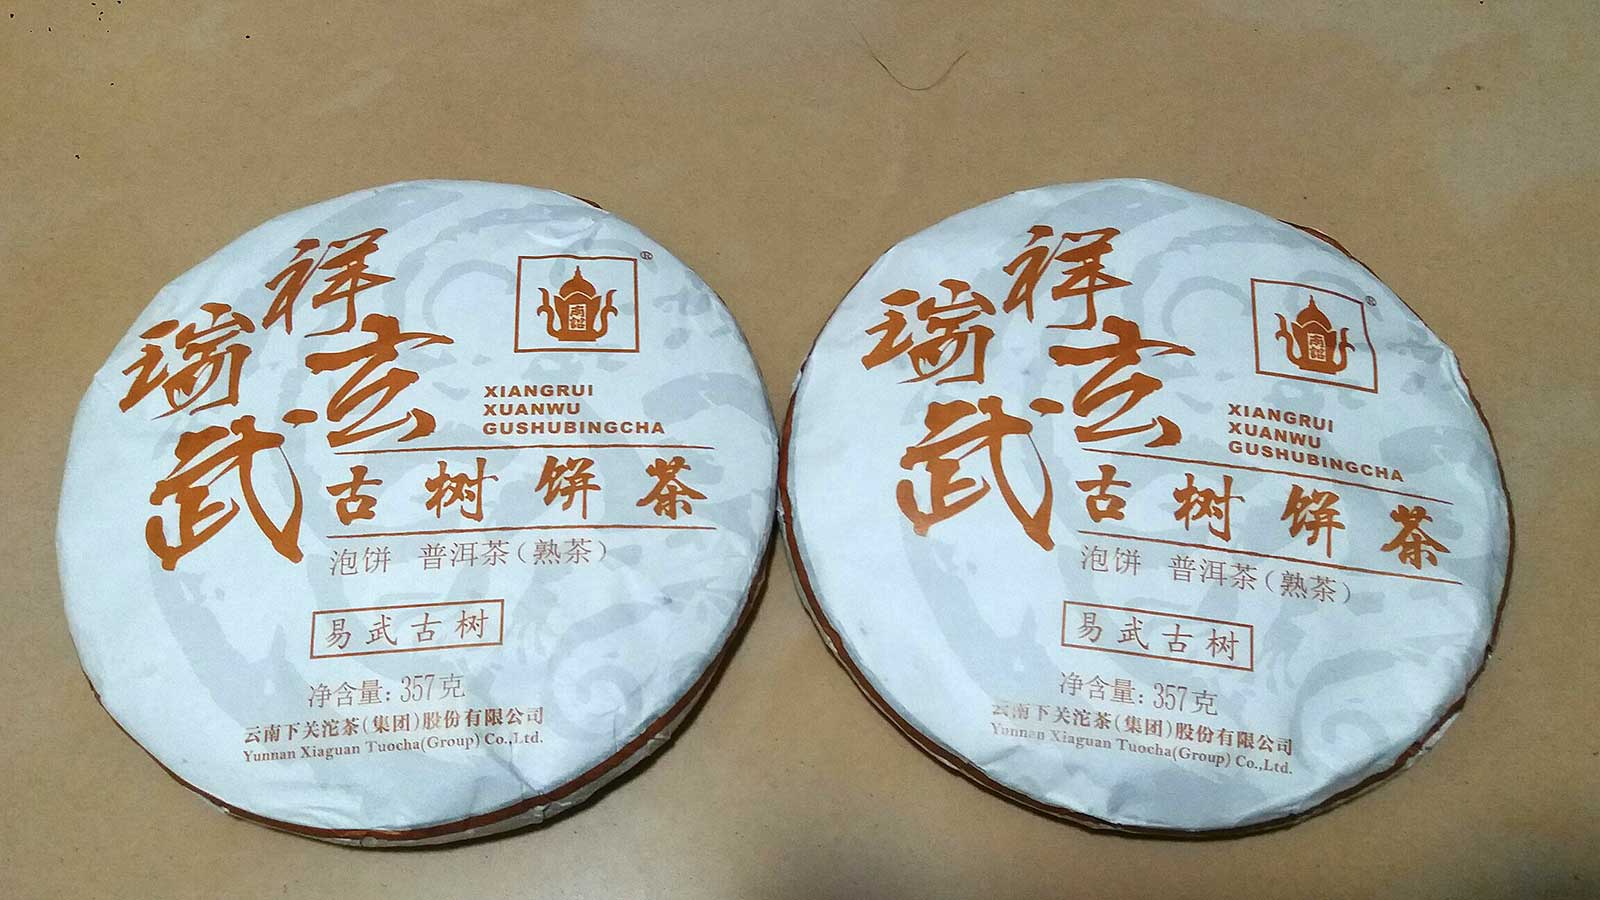 祥瑞
玄武
南詔
®
XIANGRUI
XUANWU
GUSHUBINGCHA
古树饼茶
泡饼 普洱茶（熟茶）
易武古树
净含量：357克
云南下关沱茶（集团）股份有限公司
Yunnan Xiaguan Tuocha(Group) Co.,Ltd.
祥瑞
玄武
南詔
®
XIANGRUI
XUANWU
GUSHUBINGCHA
古树饼茶
泡饼 普洱茶（熟茶）
易武古树
净含量：357克
云南下关沱茶（集团）股份有限公司
Yunnan Xiaguan Tuocha(Group) Co.,Ltd.